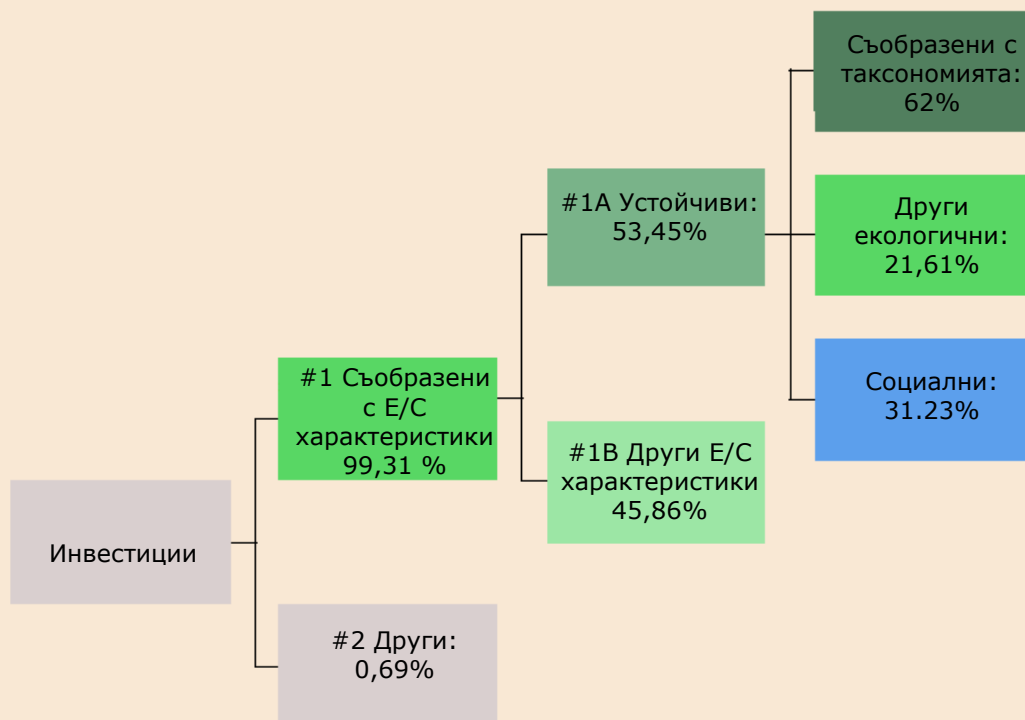 Инвестиции
#1 Съобразени
с Е/С
характеристики
99,31 %
#2 Други:
0,69%
#1A Устойчиви:
53,45%
#1B Други Е/С
характеристики
45,86%
Съобразени с
таксономията:
62%
Други
екологични:
21,61%
Социални:
31.23%